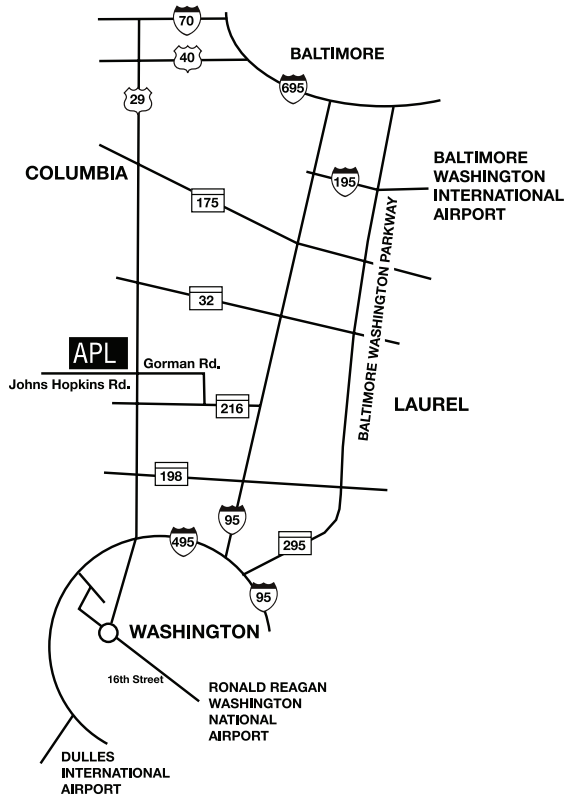 70
40
BALTIMORE
29
695
COLUMBIA
BALTIMORE
WASHINGTON
INTERNATIONAL
AIRPORT
195
175
BALTIMORE WASHINGTON PARKWAY
32
APL
Gorman Rd.
Johns Hopkins Rd.
216
LAUREL
198
95
495
295
95
WASHINGTON
16th Street
RONALD REAGAN
WASHINGTON
NATIONAL
AIRPORT
DULLES
INTERNATIONAL
AIRPORT